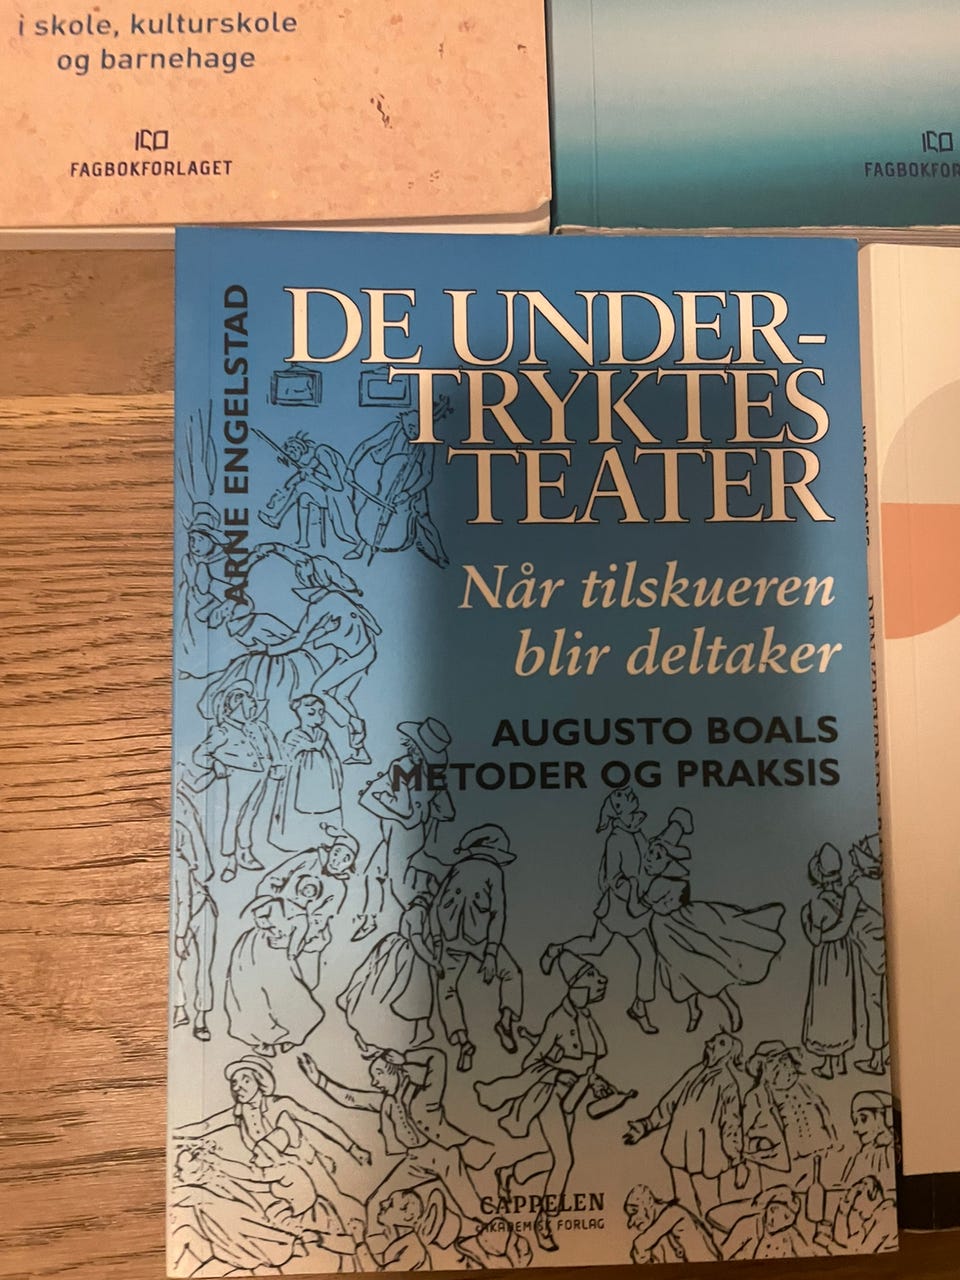 i skole, kulturskole
og barnehage
FAGBOKFORLAGET
FAGBOKFOR
ARNE ENGELSTAD
DE UNDER-
TRYKTES
TEATER
Når tilskueren
blir deltaker
AUGUSTO BOALS
METODER OG PRAKSIS
CAPPELEN
AKADEMISK FORLAG